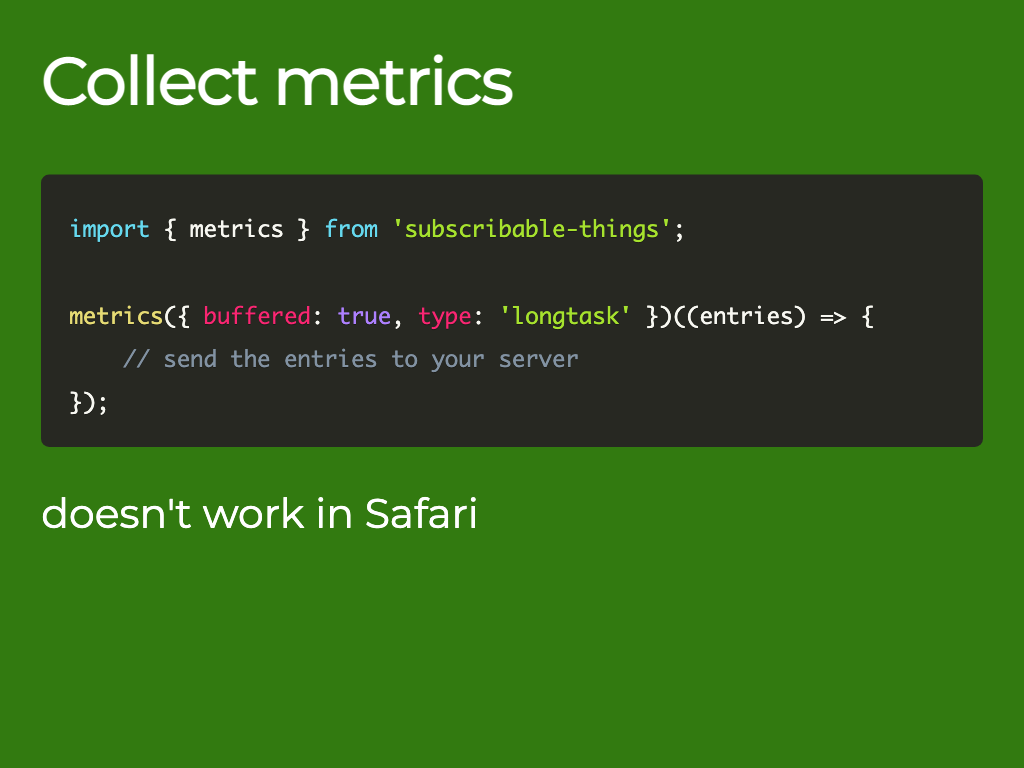 Collect metrics
import { metrics } from 'subscribable-things';
metrics({ buffered: true, type: 'longtask' })((entries) => {
// send the entries to your server
});
doesn't work in Safari